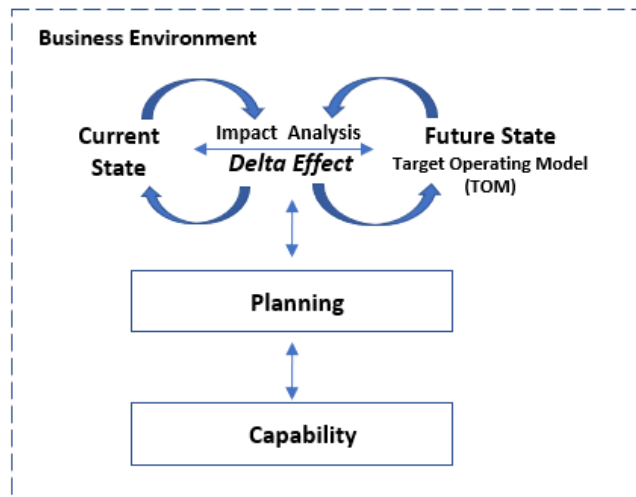 Business Environment
Impact Analysis
Current
State
Delta Effect
Future State
Target Operating Model
(TOM)
Planning
Capability